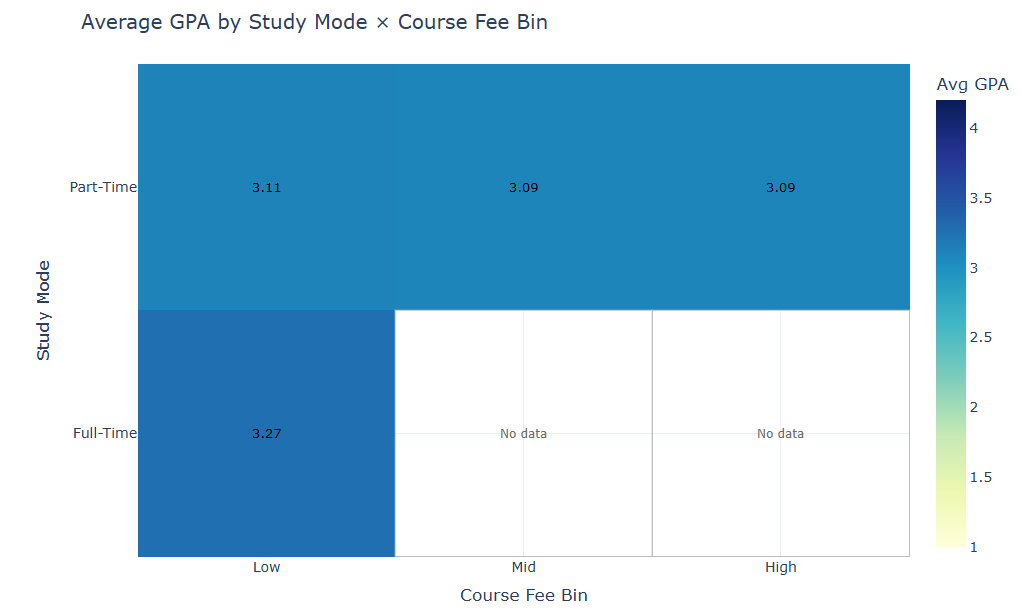 Average GPA by Study Mode × Course Fee Bin
Avg GPA
4
3.5
3
2.5
2
1.5
1
Study Mode
Part-Time
3.11
3.09
3.09
Full-Time
3.27
No data
No data
Low
Mid
High
Course Fee Bin